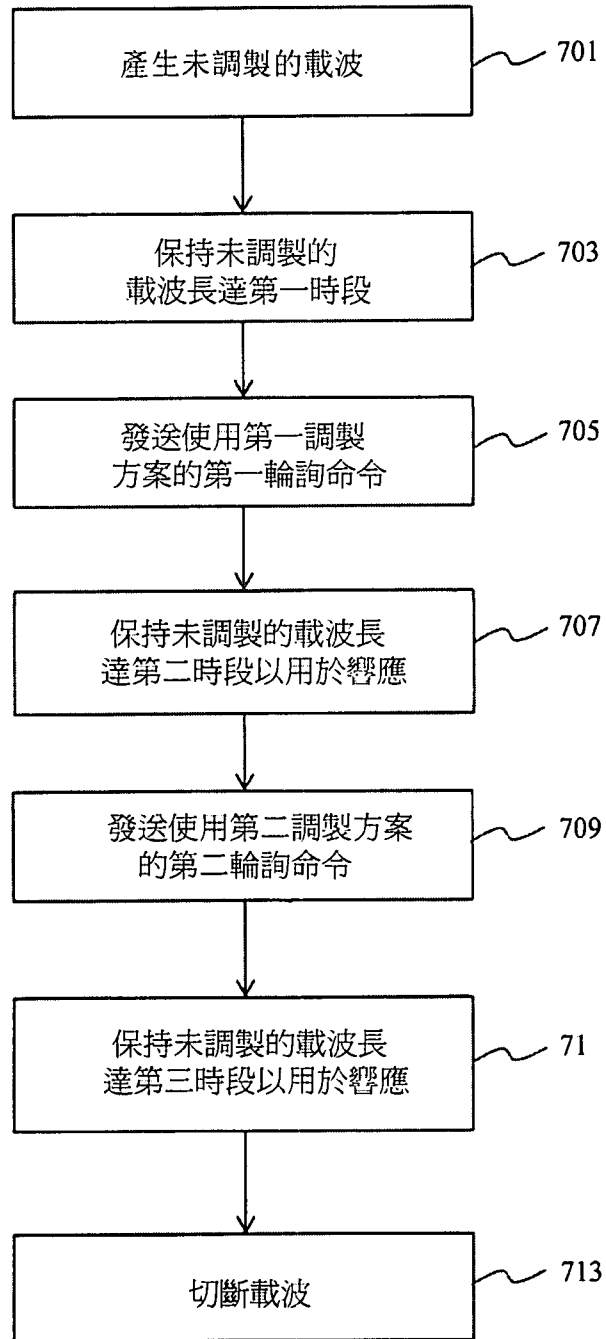 產生未調製的載波
701
保持未調製的
載波長達第一時段
703
發送使用第一調製
方案的第一輪詢命令
705
保持未調製的載波長
達第二時段以用於響應
707
發送使用第二調製方案
的第二輪詢命令
709
保持未調製的載波長
達第三時段以用於響應
71
切斷載波
713